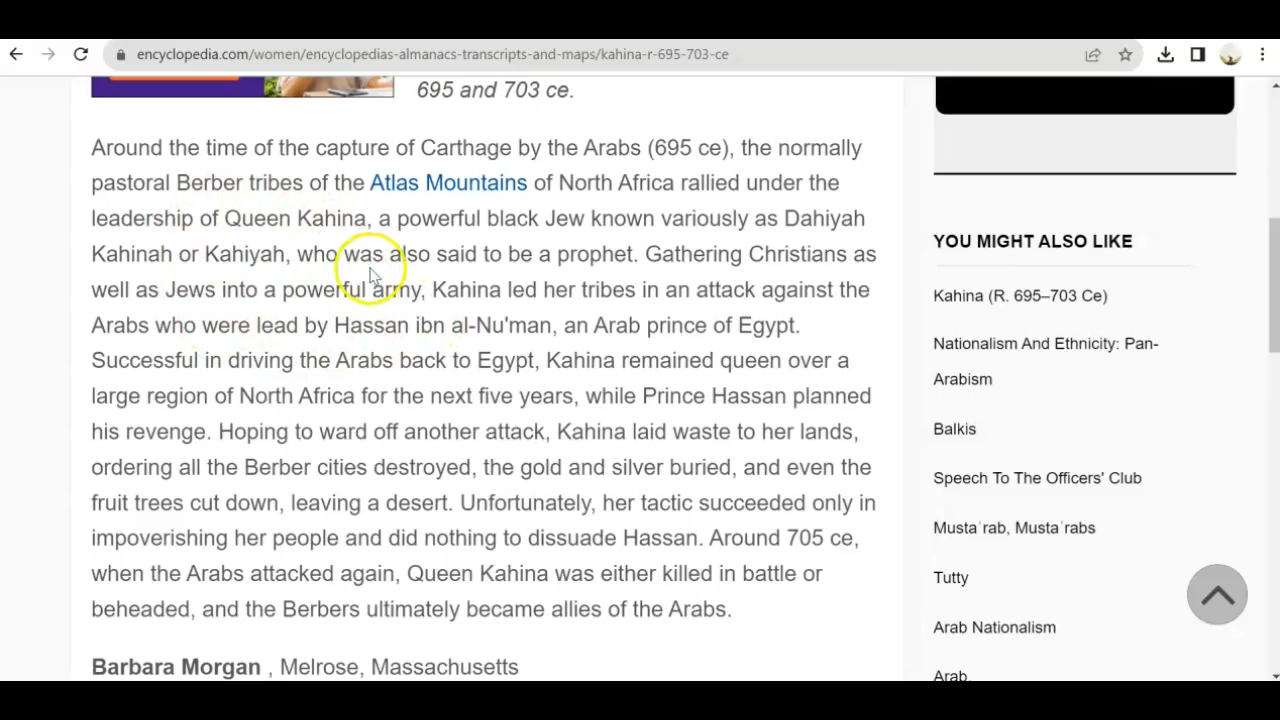 encyclopedia.com/women/encyclopedias-almanacs-transcripts-and-maps/kahina-r-695-703-ce
695 and 703 ce.
Around the time of the capture of Carthage by the Arabs (695 ce), the normally
pastoral Berber tribes of the Atlas Mountains of North Africa rallied under the
leadership of Queen Kahina, a powerful black Jew known variously as Dahiyah
Kahinah or Kahiyah, who was also said to be a prophet. Gathering Christians as
well as Jews into a powerful army, Kahina led her tribes in an attack against the
Arabs who were lead by Hassan ibn al-Nu'man, an Arab prince of Egypt.
Successful in driving the Arabs back to Egypt, Kahina remained queen over a
large region of North Africa for the next five years, while Prince Hassan planned
his revenge. Hoping to ward off another attack, Kahina laid waste to her lands,
ordering all the Berber cities destroyed, the gold and silver buried, and even the
fruit trees cut down, leaving a desert. Unfortunately, her tactic succeeded only in
impoverishing her people and did nothing to dissuade Hassan. Around 705 ce,
when the Arabs attacked again, Queen Kahina was either killed in battle or
beheaded, and the Berbers ultimately became allies of the Arabs.
Barbara Morgan , Melrose, Massachusetts
YOU MIGHT ALSO LIKE
Kahina (R. 695–703 Ce)
Nationalism And Ethnicity: Pan-
Arabism
Balkis
Speech To The Officers' Club
Mustaʿrab, Mustaʿrabs
Tutty
Arab Nationalism
Arab